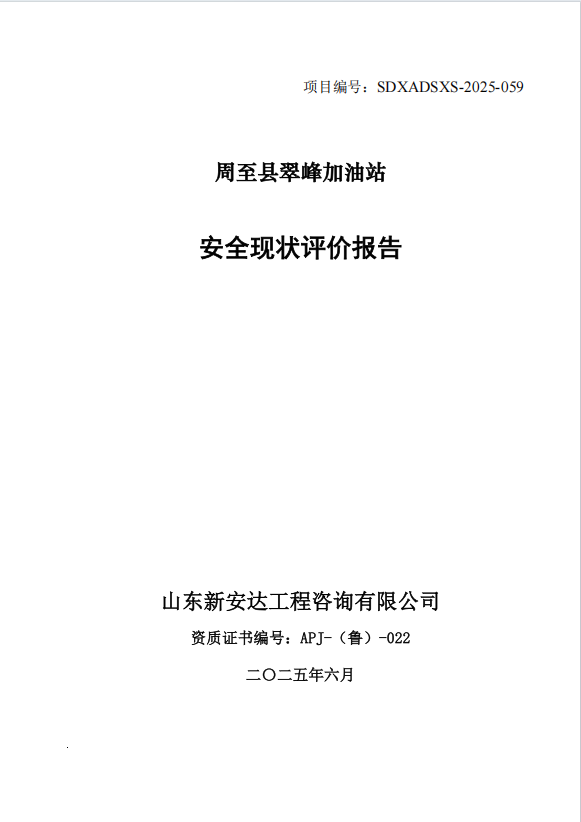 项目编号：SDXADSXS-2025-059
周至县翠峰加油站
安全现状评价报告
山东新安达工程咨询有限公司
资质证书编号：APJ-（鲁）-022
二〇二五年六月